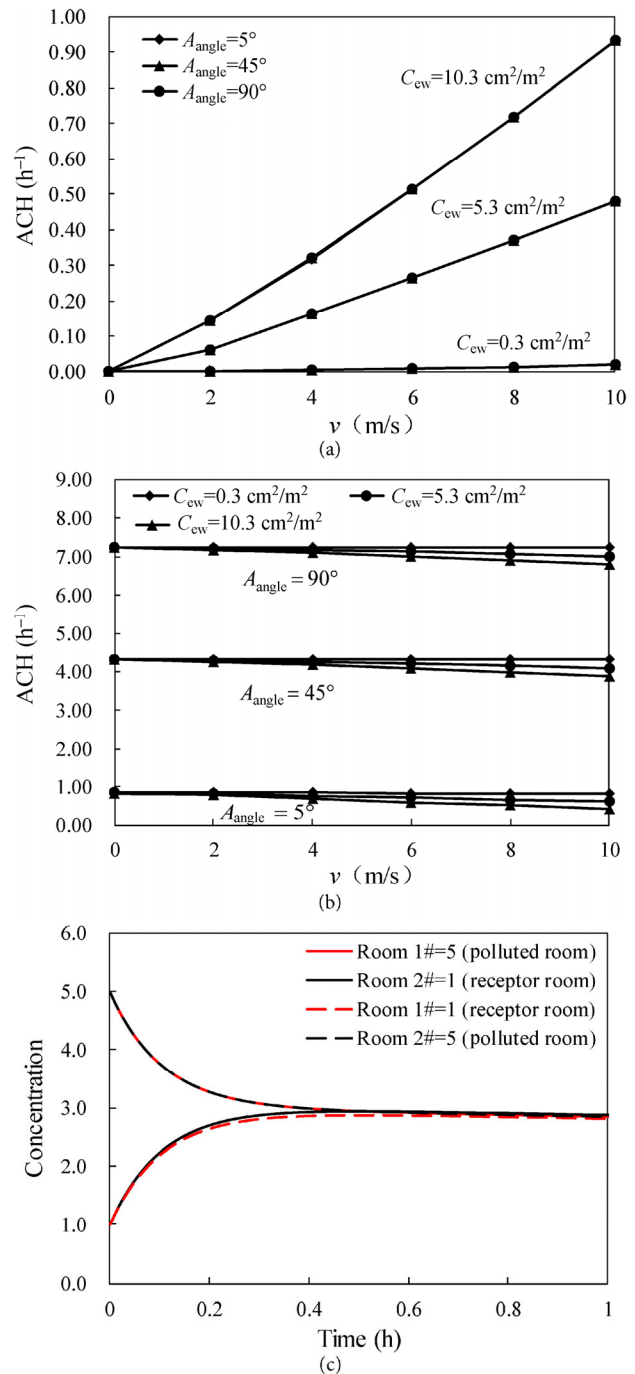 1.00
0.90
0.80
0.70
0.60
0.50
0.40
0.30
0.20
0.10
0.00
ACH (h⁻¹)
A_angle=5°
A_angle=45°
A_angle=90°
C_ew=10.3 cm²/m²
C_ew=5.3 cm²/m²
C_ew=0.3 cm²/m²
0 2 4 6 8 10
v（m/s）
(a)
9.00
8.00
7.00
6.00
5.00
4.00
3.00
2.00
1.00
0.00
ACH (h⁻¹)
C_ew=0.3 cm²/m² C_ew=5.3 cm²/m²
C_ew=10.3 cm²/m²
A_angle = 90°
A_angle = 45°
A_angle = 5°
0 2 4 6 8 10
v（m/s）
(b)
6.0
5.0
4.0
3.0
2.0
1.0
0.0
Concentration
Room 1#=5 (polluted room)
Room 2#=1 (receptor room)
Room 1#=1 (receptor room)
Room 2#=5 (polluted room)
0 0.2 0.4 0.6 0.8 1
Time (h)
(c)